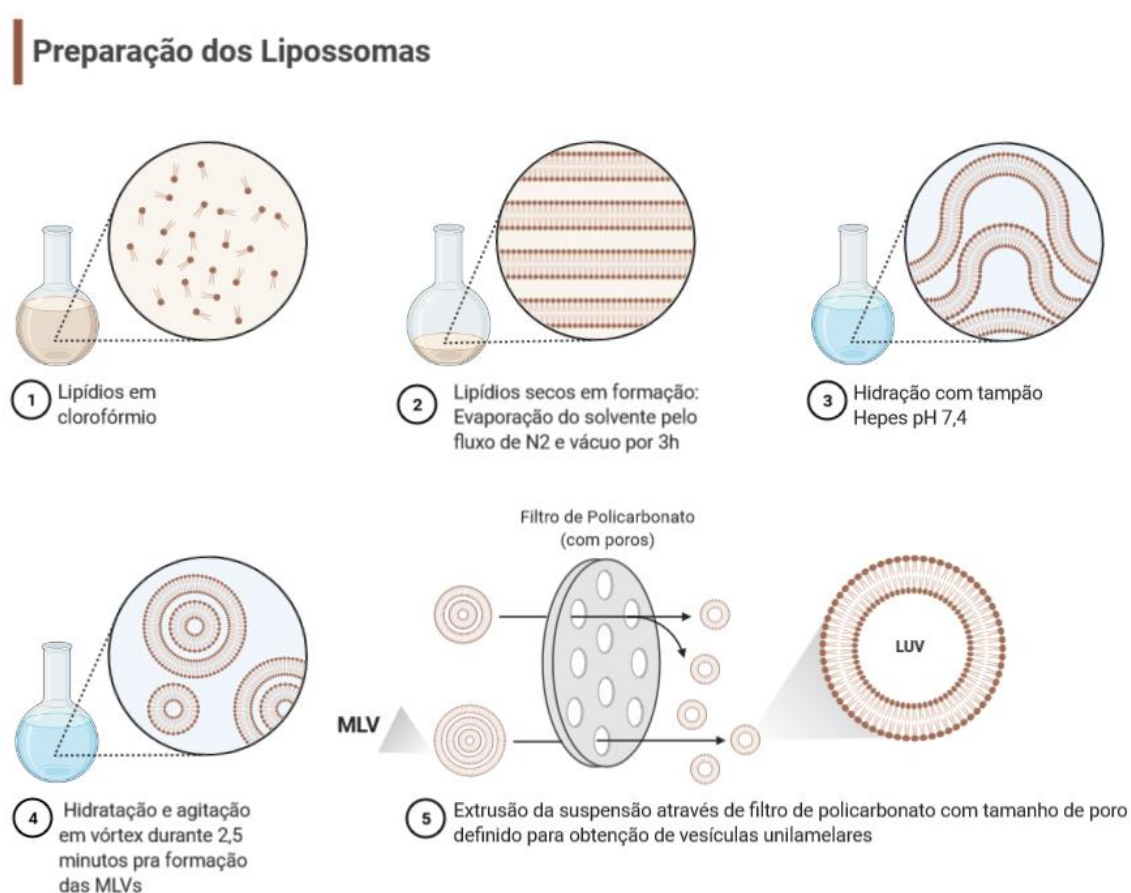 Preparação dos Lipossomas
1
Lipídios em
clorofórmio
2
Lipídios secos em formação:
Evaporação do solvente pelo
fluxo de N2 e vácuo por 3h
3
Hidração com tampão
Hepes pH 7,4
4
Hidratação e agitação
em vórtex durante 2,5
minutos pra formação
das MLVs
Filtro de Policarbonato
(com poros)
MLV
LUV
5
Extrusão da suspensão através de filtro de policarbonato com tamanho de poro
definido para obtenção de vesículas unilamelares